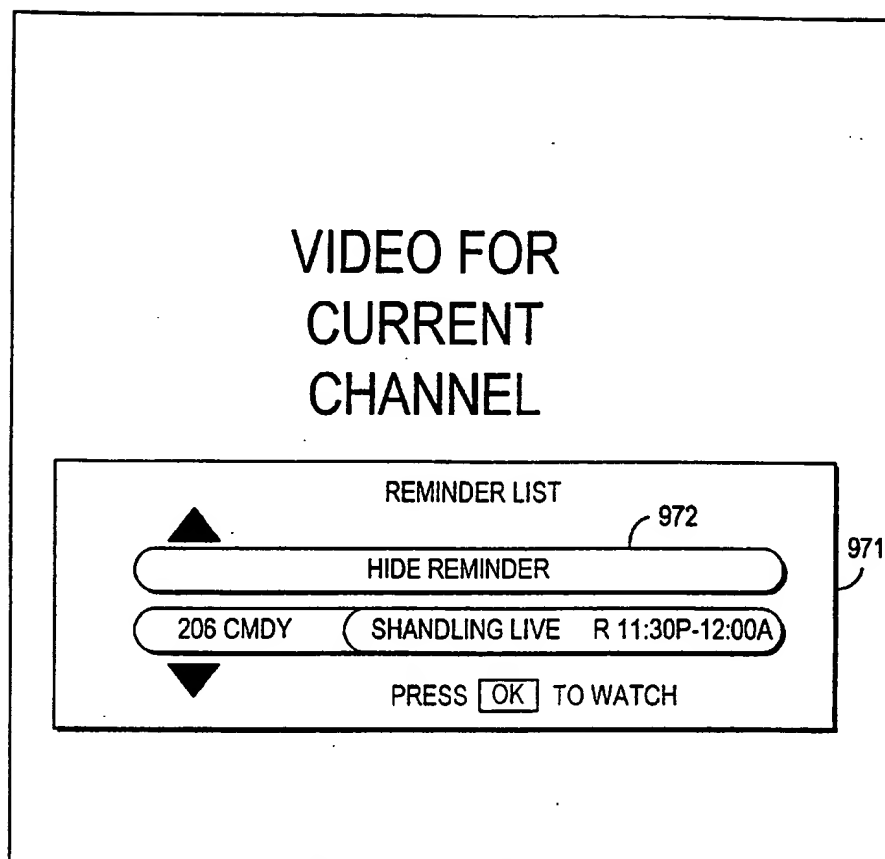 VIDEO FOR
CURRENT
CHANNEL
REMINDER LIST
972
971
HIDE REMINDER
206 CMDY SHANDLING LIVE R 11:30P-12:00A
PRESS OK TO WATCH